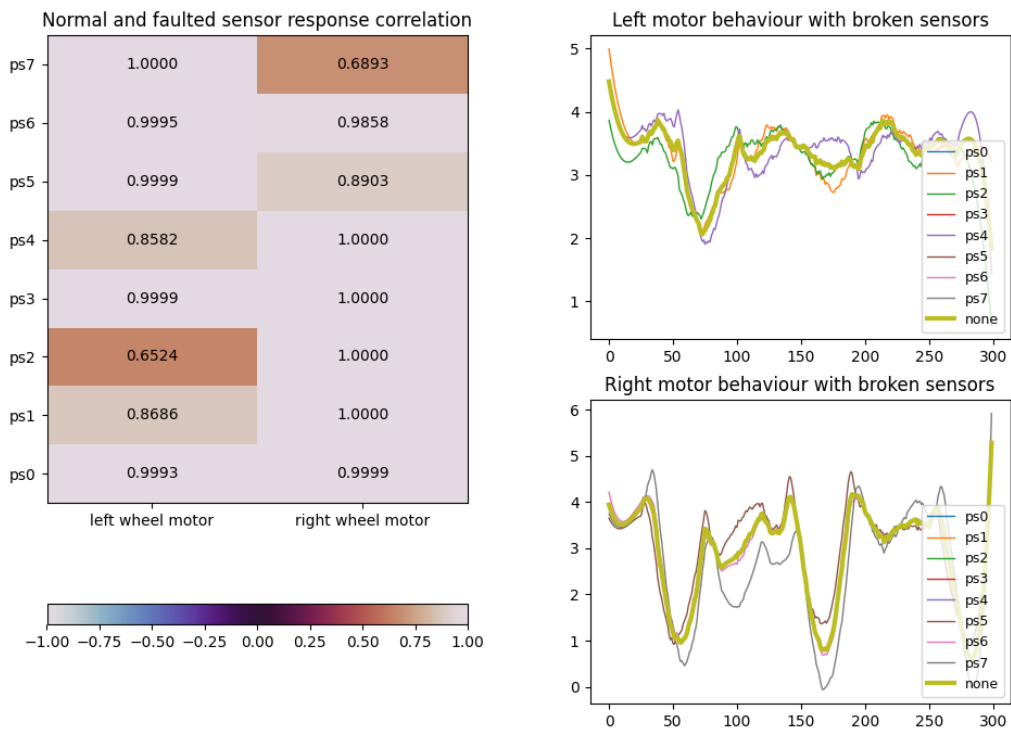 Normal and faulted sensor response correlation
ps7 1.0000 0.6893
ps6 0.9995 0.9858
ps5 0.9999 0.8903
ps4 0.8582 1.0000
ps3 0.9999 1.0000
ps2 0.6524 1.0000
ps1 0.8686 1.0000
ps0 0.9993 0.9999
left wheel motor right wheel motor
−1.00 −0.75 −0.50 −0.25 0.00 0.25 0.50 0.75 1.00
Left motor behaviour with broken sensors
5
4
3
2
1
ps0
ps1
ps2
ps3
ps4
ps5
ps6
ps7
none
0 50 100 150 200 250 300
Right motor behaviour with broken sensors
6
5
4
3
2
1
0
ps0
ps1
ps2
ps3
ps4
ps5
ps6
ps7
none
0 50 100 150 200 250 300